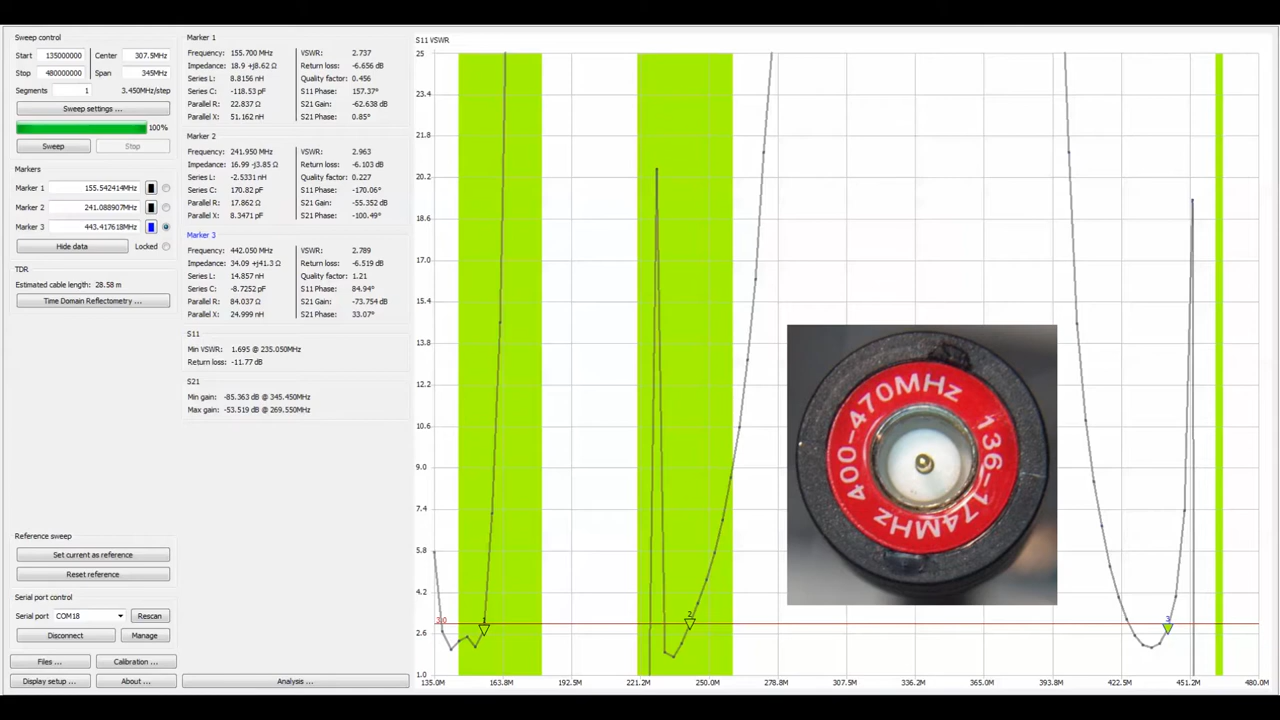 Sweep control
Start 135000000 Center 307.5MHz
Stop 480000000 Span 345MHz
Segments 1 3.450MHz/step
Sweep settings ...
100%
Sweep Stop
Markers
Marker 1 155.542414MHz
Marker 2 241.088907MHz
Marker 3 443.417618MHz
Hide data Locked
TDR
Estimated cable length: 28.58 m
Time Domain Reflectometry ...
Reference sweep
Set current as reference
Reset reference
Serial port control
Serial port COM18 Rescan
Disconnect Manage
Files ... Calibration ...
Display setup ... About ...
Marker 1
Frequency: 155.700 MHz VSWR: 2.737
Impedance: 18.9 +j8.62 Ω Return loss: -6.656 dB
Series L: 8.8156 nH Quality factor: 0.456
Series C: -118.53 pF S11 Phase: 157.37°
Parallel R: 22.837 Ω S21 Gain: -62.638 dB
Parallel X: 51.162 nH S21 Phase: 0.85°
Marker 2
Frequency: 241.950 MHz VSWR: 2.963
Impedance: 16.99 -j3.85 Ω Return loss: -6.103 dB
Series L: -2.5331 nH Quality factor: 0.227
Series C: 170.82 pF S11 Phase: -170.06°
Parallel R: 17.862 Ω S21 Gain: -55.352 dB
Parallel X: 8.3471 pF S21 Phase: -100.49°
Marker 3
Frequency: 442.050 MHz VSWR: 2.789
Impedance: 34.09 +j41.3 Ω Return loss: -6.519 dB
Series L: 14.857 nH Quality factor: 1.21
Series C: -8.7252 pF S11 Phase: 84.94°
Parallel R: 84.037 Ω S21 Gain: -73.754 dB
Parallel X: 24.999 nH S21 Phase: 33.07°
S11
Min VSWR: 1.695 @ 235.050MHz
Return loss: -11.77 dB
S21
Min gain: -85.363 dB @ 345.450MHz
Max gain: -53.519 dB @ 269.550MHz
Analysis ...
S11 VSWR
25
23.4
21.8
20.2
18.6
17.0
15.4
13.8
12.2
10.6
9.0
7.4
5.8
4.2
3.0
2.6
1.0
1
2
3
135.0M 163.8M 192.5M 221.2M 250.0M 278.8M 307.5M 336.2M 365.0M 393.8M 422.5M 451.2M 480.0M
400-470MHz
136-174MHz